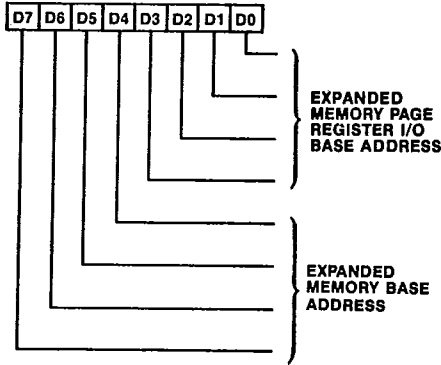 D7 D6 D5 D4 D3 D2 D1 D0
EXPANDED
MEMORY PAGE
REGISTER I/O
BASE ADDRESS
EXPANDED
MEMORY BASE
ADDRESS